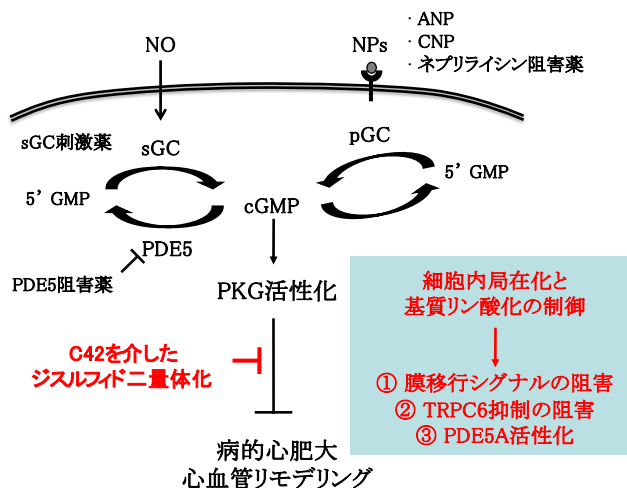 NO
NPs
· ANP
· CNP
· ネプリライシン阻害薬
sGC刺激薬
sGC
pGC
5’ GMP
cGMP
5’ GMP
PDE5
PDE5阻害薬
PKG活性化
C42を介した
ジスルフィド二量体化
病的心肥大
心血管リモデリング
細胞内局在化と
基質リン酸化の制御
① 膜移行シグナルの阻害
② TRPC6抑制の阻害
③ PDE5A活性化